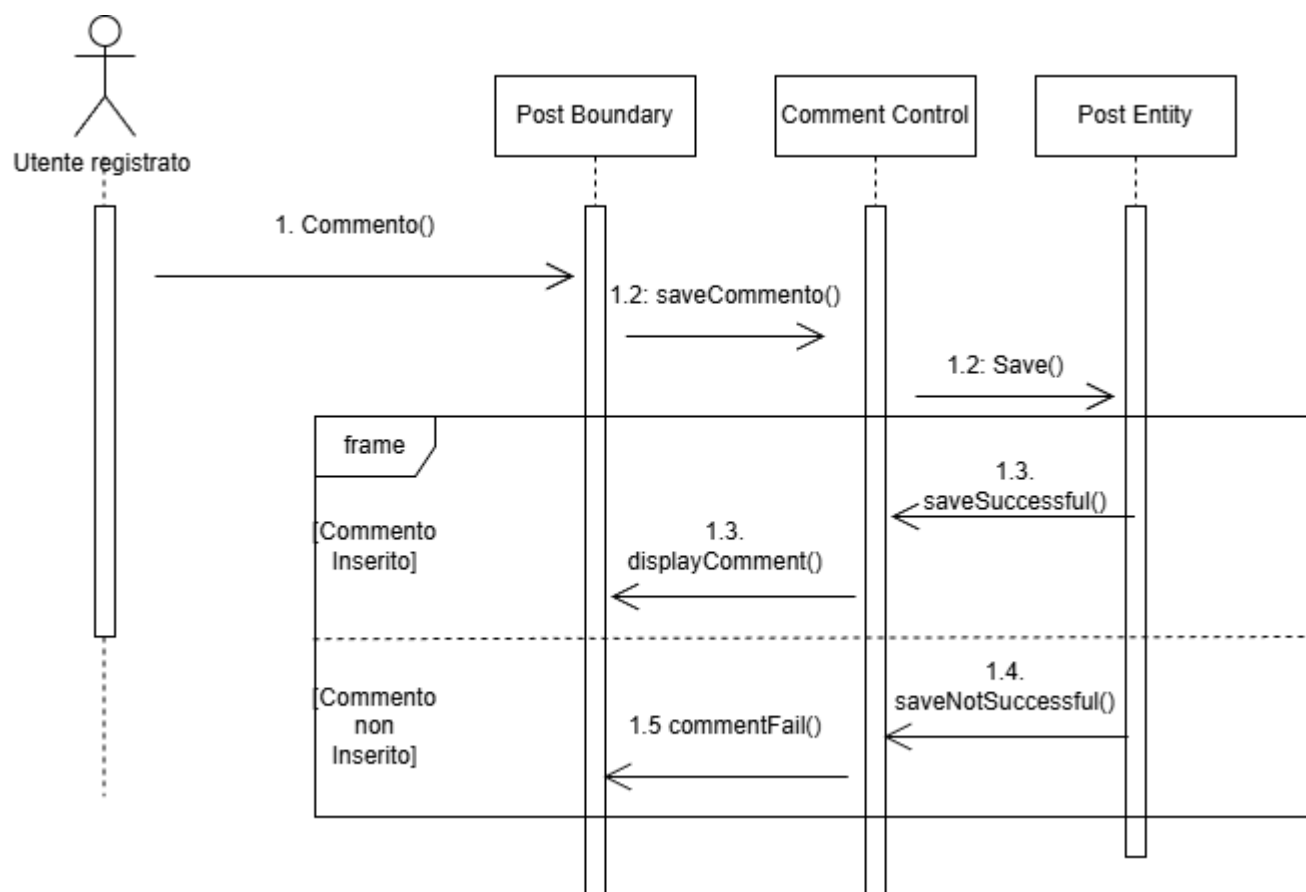 Utente registrato
Post Boundary
Comment Control
Post Entity
1. Commento()
1.2: saveCommento()
1.2: Save()
frame
[Commento
Inserito]
1.3.
saveSuccessful()
1.3.
displayComment()
[Commento
non
Inserito]
1.4.
saveNotSuccessful()
1.5 commentFail()